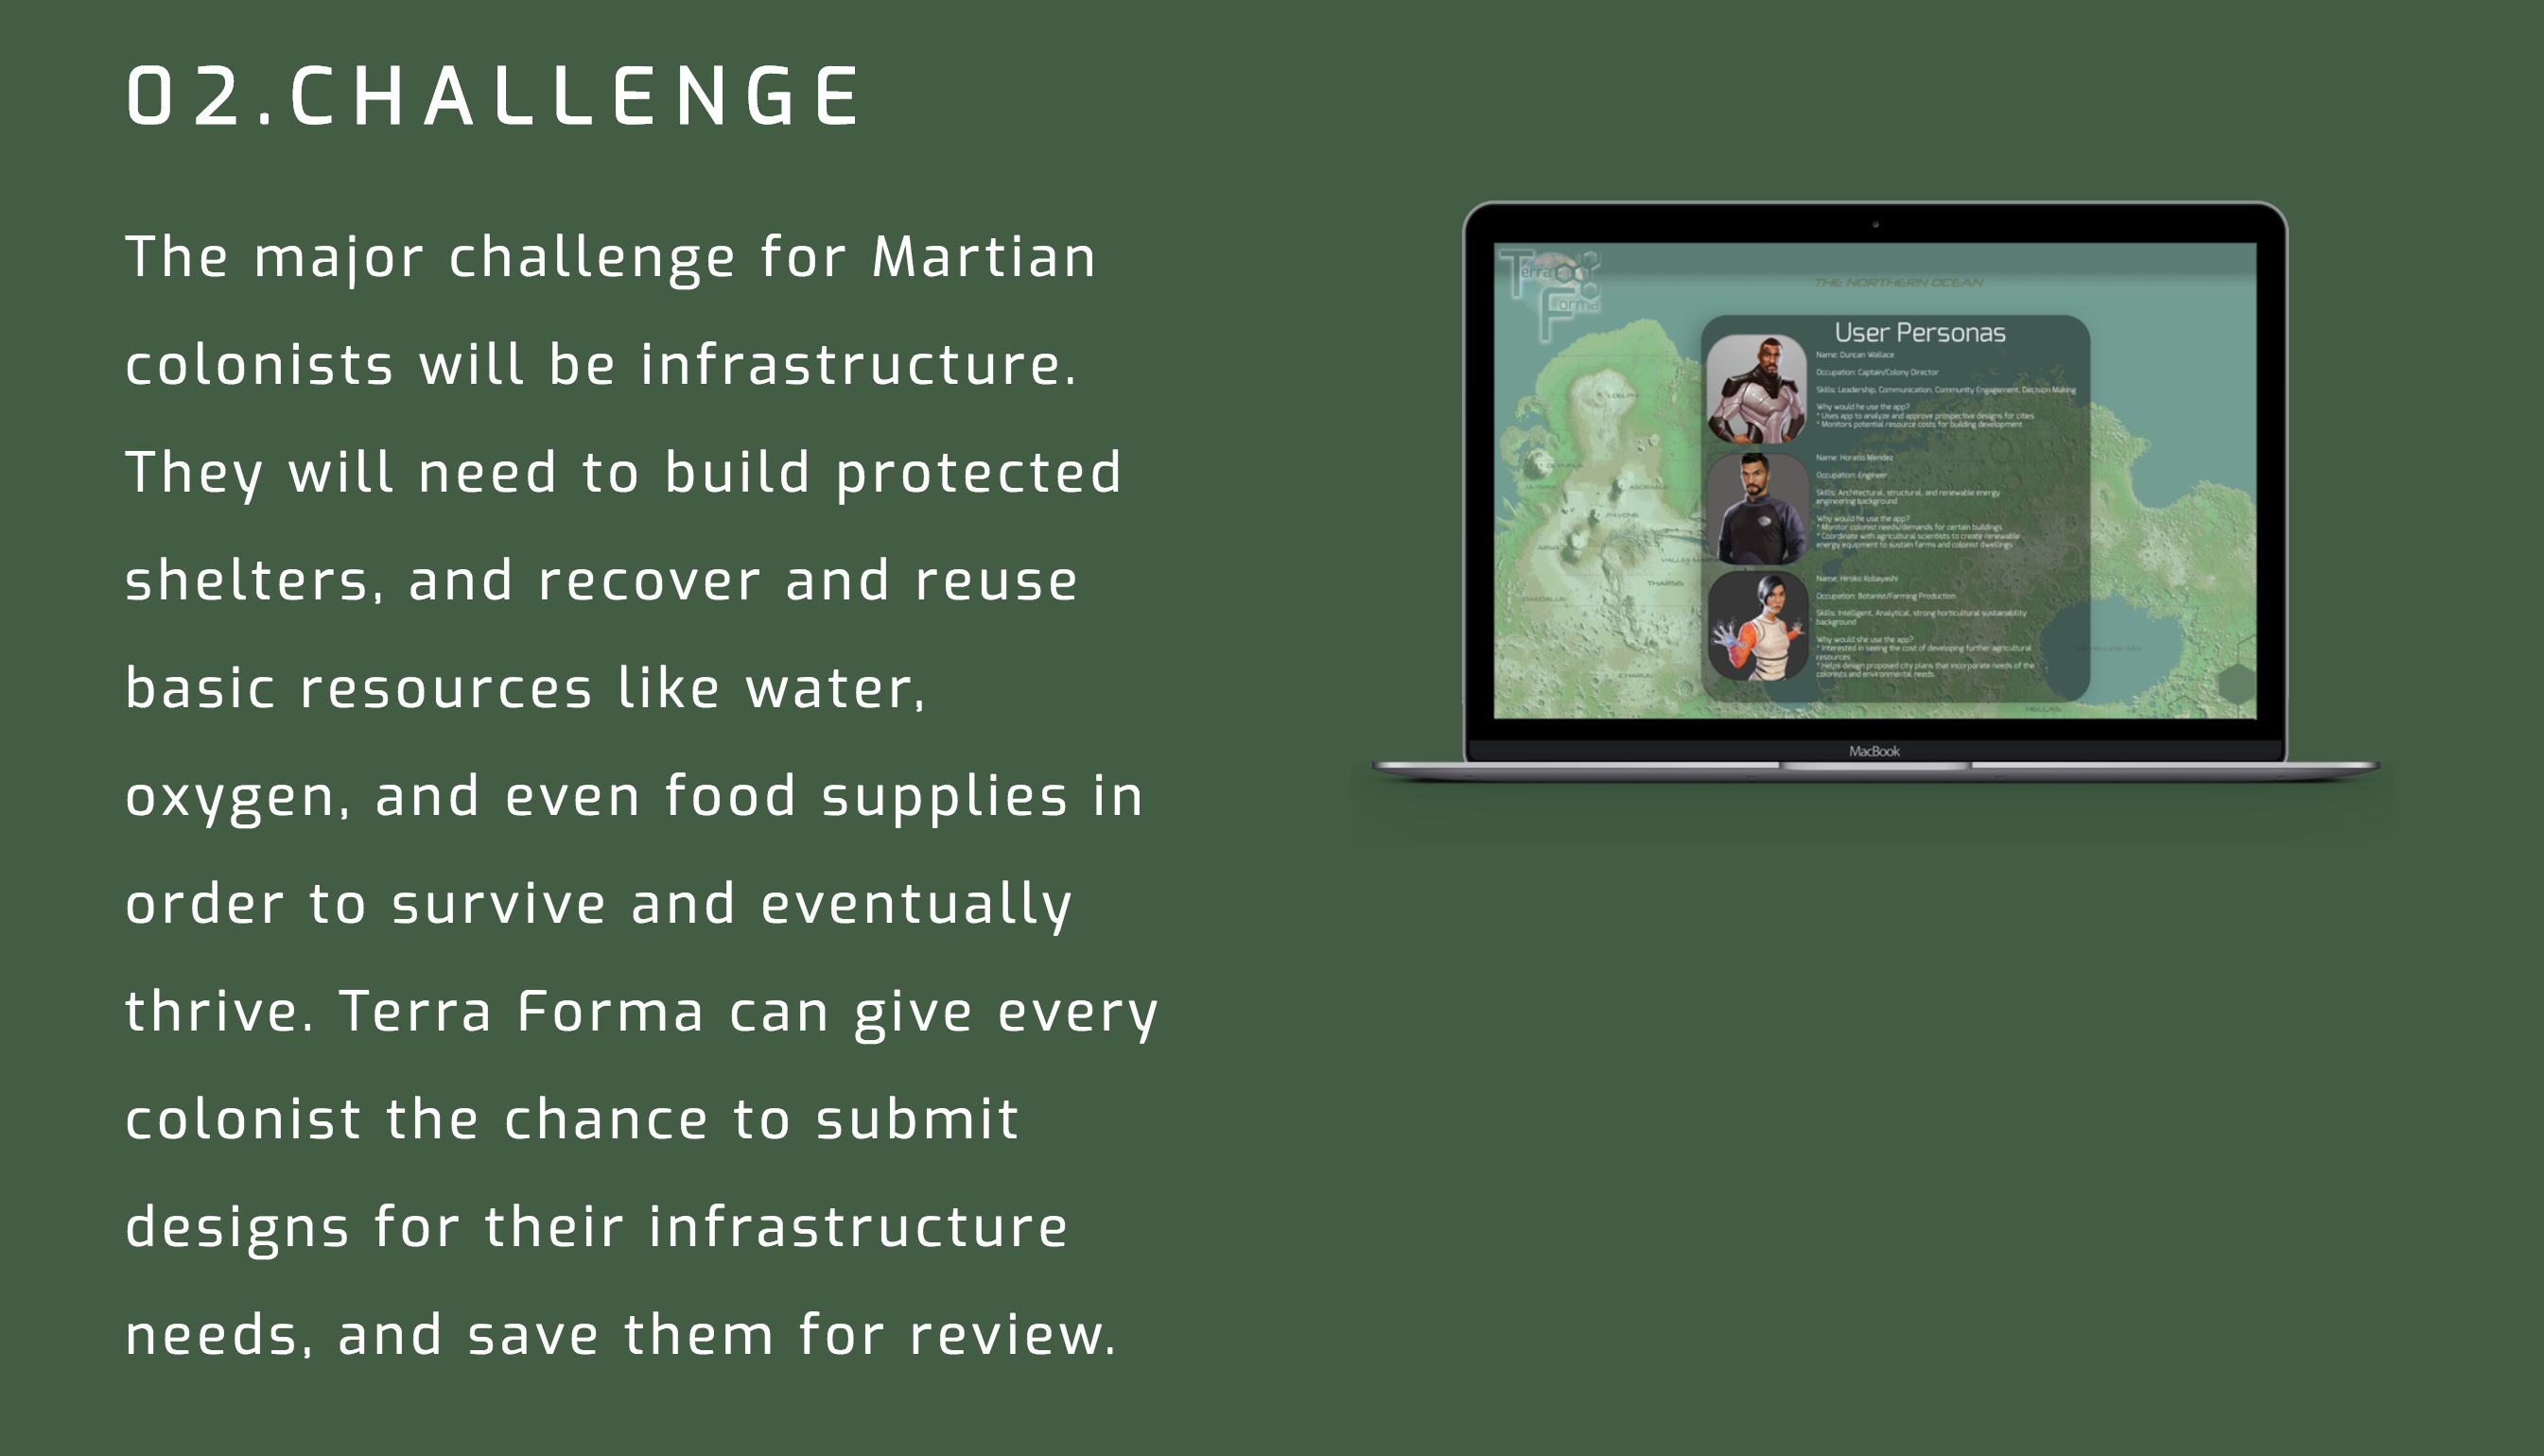 02.CHALLENGE
The major challenge for Martian
colonists will be infrastructure.
They will need to build protected
shelters, and recover and reuse
basic resources like water,
oxygen, and even food supplies in
order to survive and eventually
thrive. Terra Forma can give every
colonist the chance to submit
designs for their infrastructure
needs, and save them for review.
Terra
Forma
THE NORTHERN OCEAN
User Personas
Name: Duncan Wallace
Occupation: Captain/Colony Director
Skills: Leadership, Communication, Community Engagement, Decision Making
Why would he use the app?
* Uses app to analyze and approve prospective designs for cities
* Monitors potential resource costs for building development
Name: Horatio Mendez
Occupation: Engineer
Skills: Architectural, structural, and renewable energy
engineering background
Why would he use the app?
* Monitor colonist needs/demands for certain buildings
* Coordinate with agricultural scientists to create renewable
energy equipment to sustain farms and colonist dwellings
Name: Hiroko Kobayashi
Occupation: Botanist/Farming Production
Skills: Intelligent, Analytical, strong horticultural sustainability
background
Why would she use the app?
* Interested in seeing the cost of developing further agricultural
resources
* Helps design proposed city plans that incorporate needs of the
colonists and environmental needs.
OLYMPUS
ASCRAEUS
PAVONIS
THARSIS
DAEDALUS
ICHARUS
HELLAS
MacBook